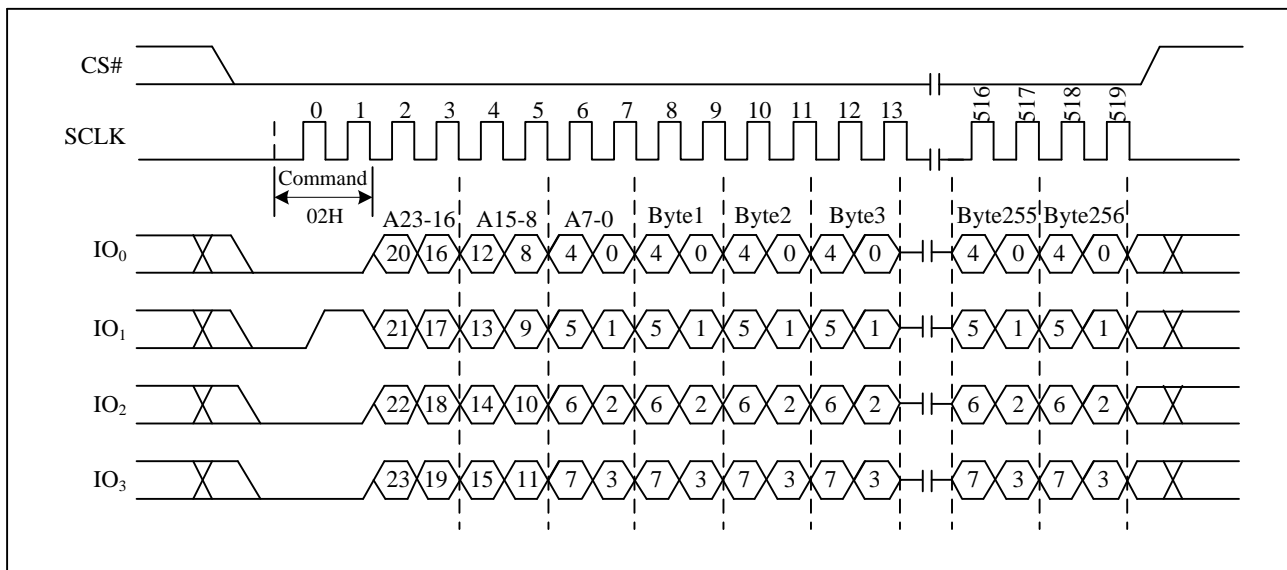 CS#
516 517 518 519
0 1 2 3 4 5 6 7 8 9 10 11 12 13
SCLK
Command
02H
A23-16 A15-8 A7-0 Byte1 Byte2 Byte3 Byte255 Byte256
IO0 20 16 12 8 4 0 4 0 4 0 4 0 4 0 4 0
IO1 21 17 13 9 5 1 5 1 5 1 5 1 5 1 5 1
IO2 22 18 14 10 6 2 6 2 6 2 6 2 6 2 6 2
IO3 23 19 15 11 7 3 7 3 7 3 7 3 7 3 7 3